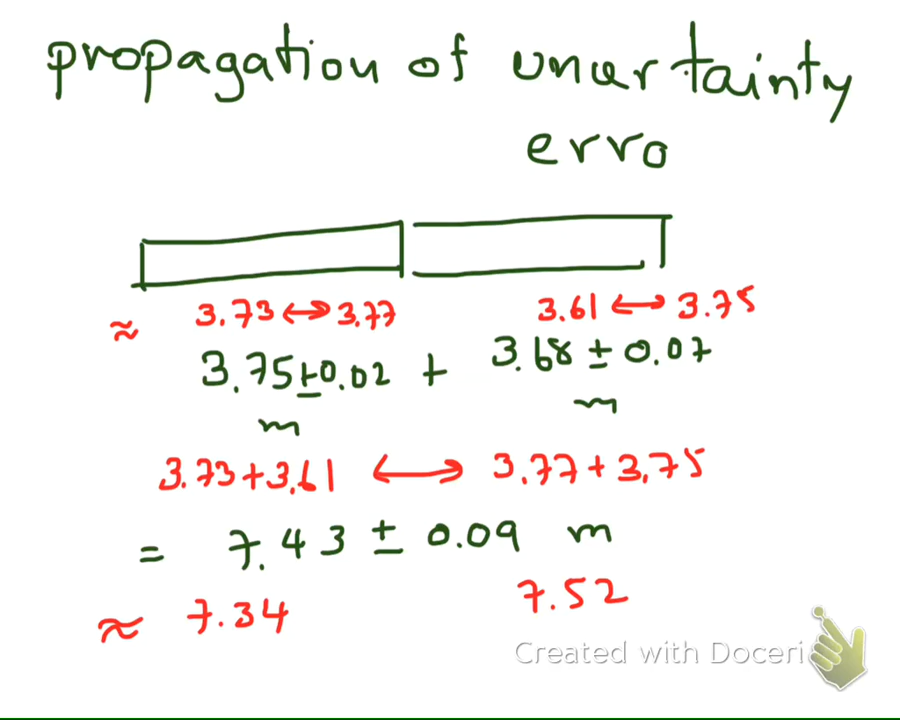 propagation of uncertainty
erro
3.73 ↔ 3.77 3.61 ↔ 3.75
≈
3.75±0.02 + 3.68 ± 0.07
m m
3.73+3.61 ↔ 3.77+3.75
= 7.43 ± 0.09 m
≈ 7.34 7.52
Created with Doceri